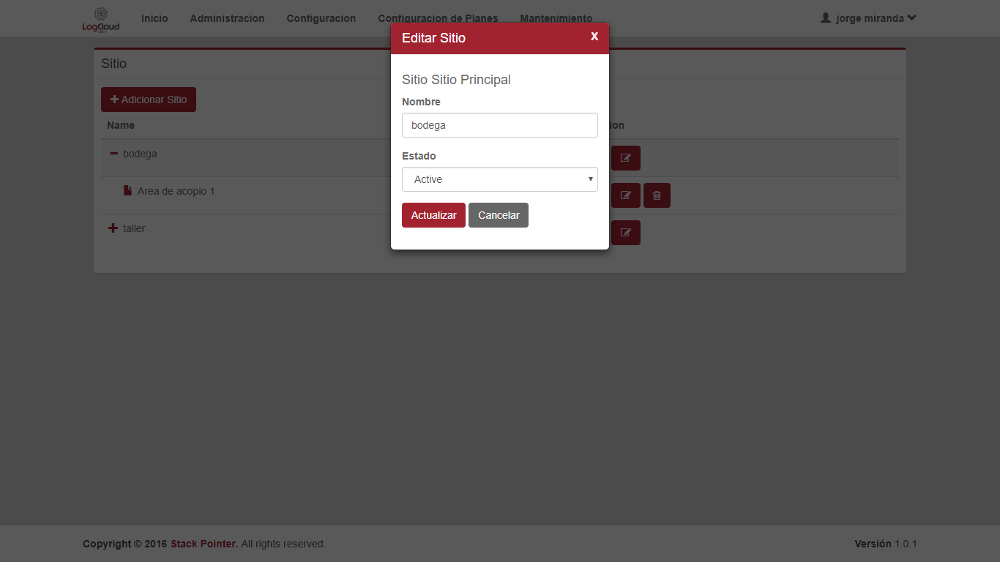 LogCloud
Inicio Administracion Configuracion Configuracion de Planes Mantenimiento jorge miranda
Editar Sitio x
Sitio
Sitio Sitio Principal
Adicionar Sitio
Nombre
Name
bodega
bodega
Estado
Active
Area de acopio 1
Actualizar Cancelar
taller
Copyright © 2016 Stack Pointer. All rights reserved. Versión 1.0.1